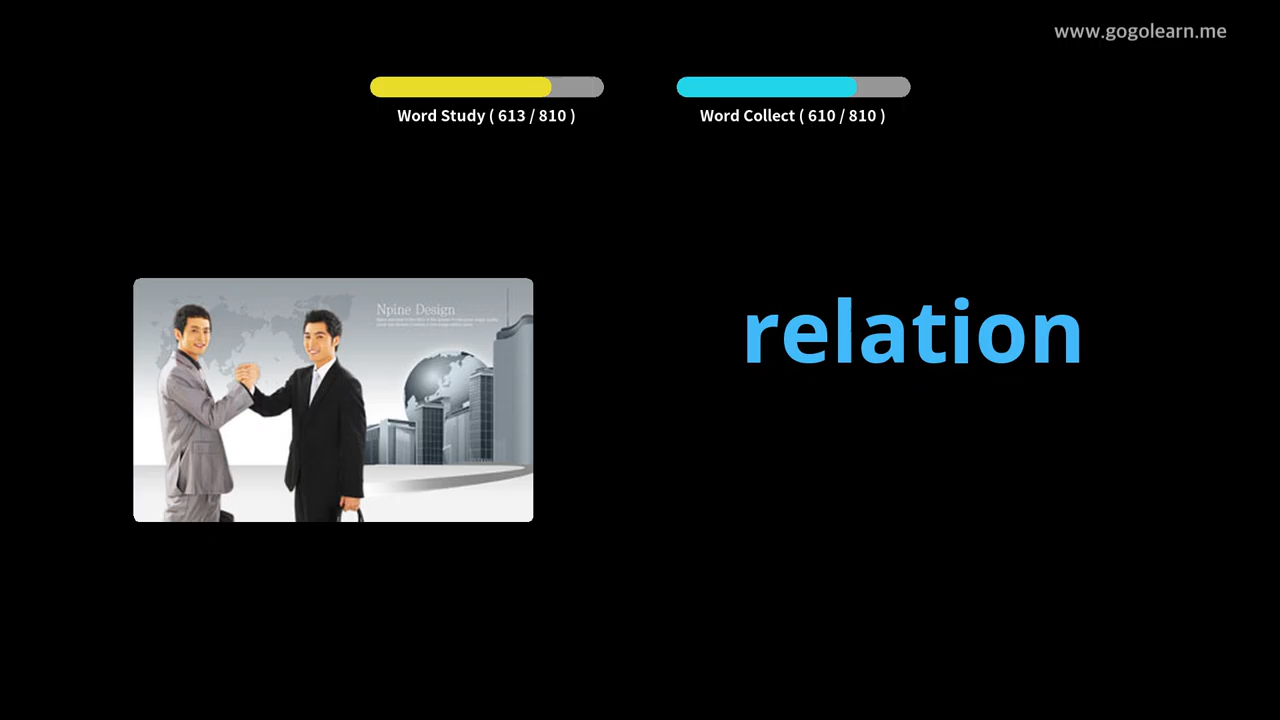 www.gogolearn.me
Word Study ( 613 / 810 )
Word Collect ( 610 / 810 )
Npine Design
relation